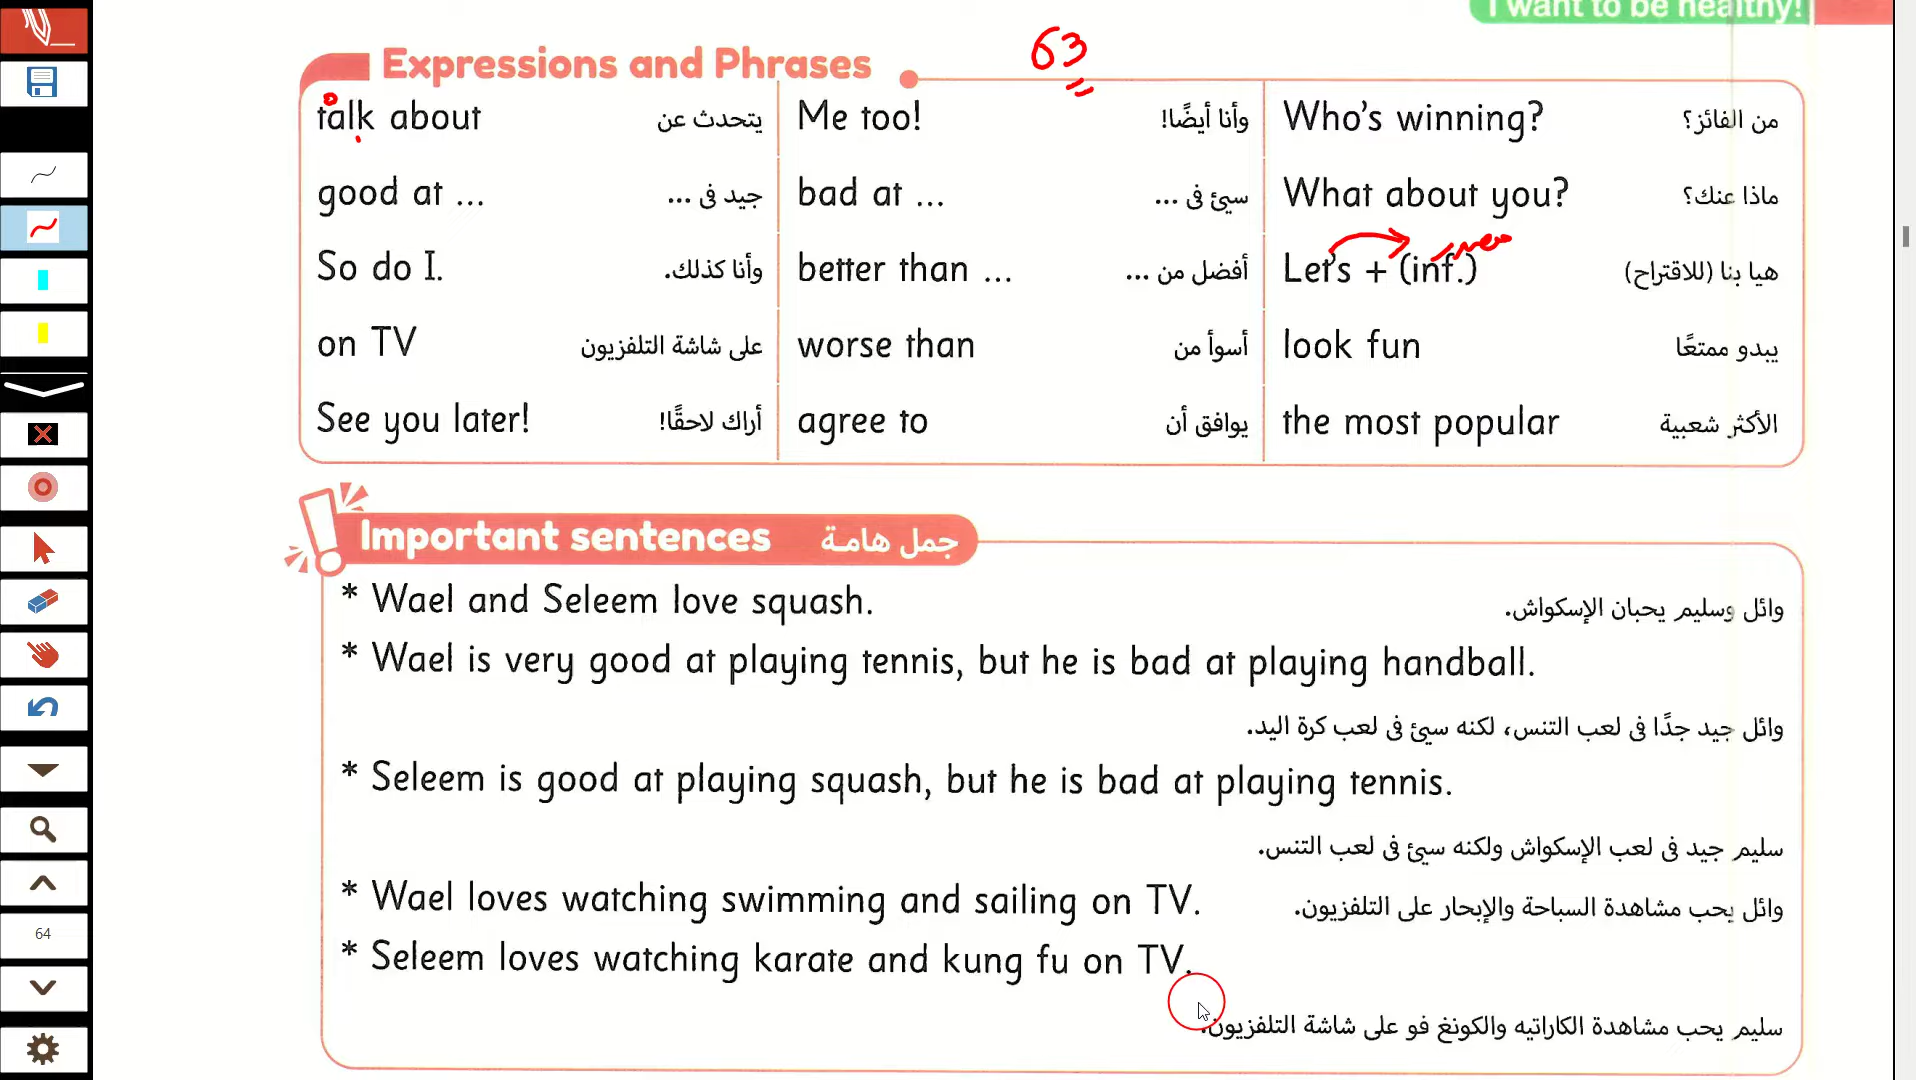 I want to be healthy!
63
Expressions and Phrases
talk about يتحدث عن
Me too! وأنا أيضًا!
Who's winning? من الفائز؟
good at ... جيد فى ...
bad at ... سيئ فى ...
What about you? ماذا عنك؟
So do I. وأنا كذلك.
better than ... أفضل من ...
Let's + (inf.) هيا بنا (للاقتراح)
on TV على شاشة التلفزيون
worse than أسوأ من
look fun يبدو ممتعًا
See you later! أراك لاحقًا!
agree to يوافق أن
the most popular الأكثر شعبية
Important sentences جمل هامة
* Wael and Seleem love squash. وائل وسليم يحبان الإسكواش.
* Wael is very good at playing tennis, but he is bad at playing handball.
وائل جيد جدًا فى لعب التنس، لكنه سيئ فى لعب كرة اليد.
* Seleem is good at playing squash, but he is bad at playing tennis.
سليم جيد فى لعب الإسكواش ولكنه سيئ فى لعب التنس.
* Wael loves watching swimming and sailing on TV. وائل يحب مشاهدة السباحة والإبحار على التلفزيون.
* Seleem loves watching karate and kung fu on TV.
سليم يحب مشاهدة الكاراتيه والكونغ فو على شاشة التلفزيون.
64